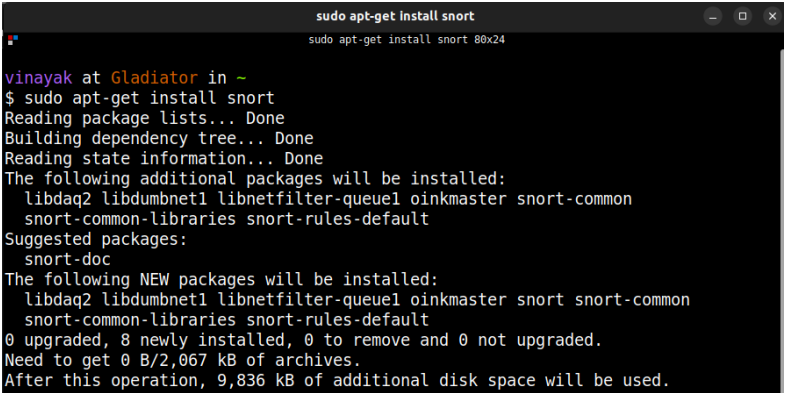 sudo apt-get install snort
sudo apt-get install snort 80x24
vinayak at Gladiator in ~
$ sudo apt-get install snort
Reading package lists... Done
Building dependency tree... Done
Reading state information... Done
The following additional packages will be installed:
  libdaq2 libdumbnet1 libnetfilter-queue1 oinkmaster snort-common
  snort-common-libraries snort-rules-default
Suggested packages:
  snort-doc
The following NEW packages will be installed:
  libdaq2 libdumbnet1 libnetfilter-queue1 oinkmaster snort snort-common
  snort-common-libraries snort-rules-default
0 upgraded, 8 newly installed, 0 to remove and 0 not upgraded.
Need to get 0 B/2,067 kB of archives.
After this operation, 9,836 kB of additional disk space will be used.